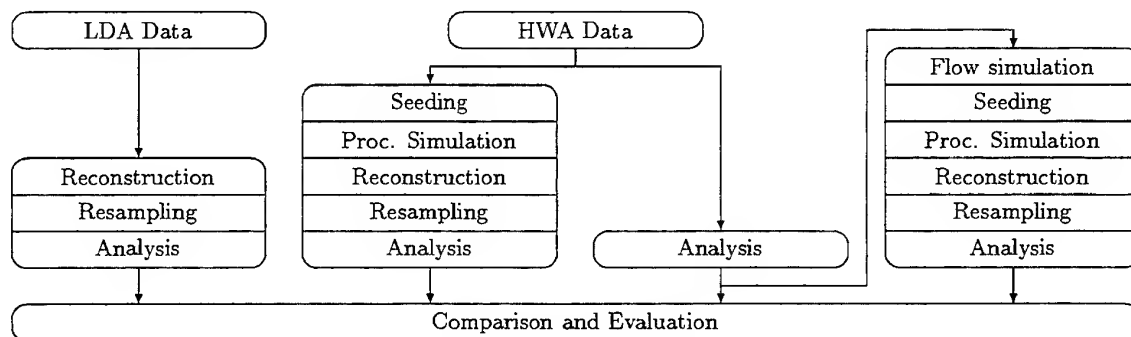 LDA Data
HWA Data
Reconstruction
Resampling
Analysis
Seeding
Proc. Simulation
Reconstruction
Resampling
Analysis
Analysis
Flow simulation
Seeding
Proc. Simulation
Reconstruction
Resampling
Analysis
Comparison and Evaluation